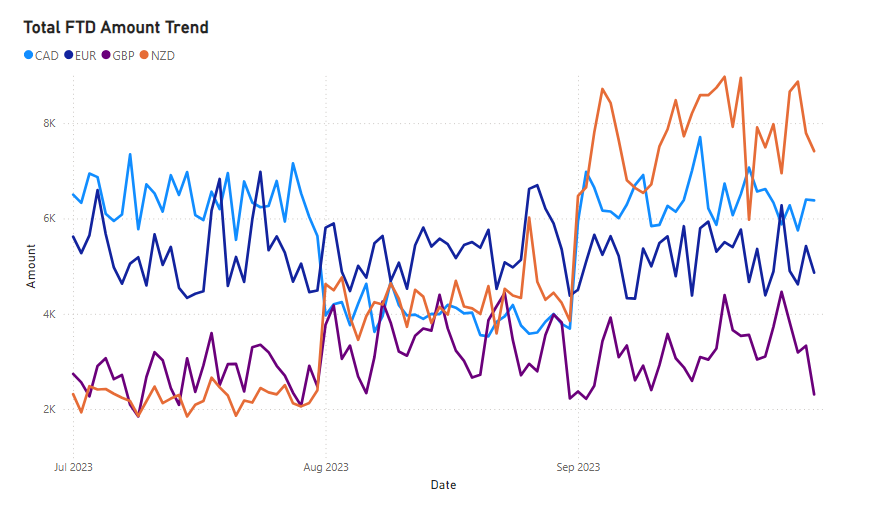 Total FTD Amount Trend
CAD EUR GBP NZD
8K
6K
4K
2K
Amount
Jul 2023 Aug 2023 Sep 2023
Date